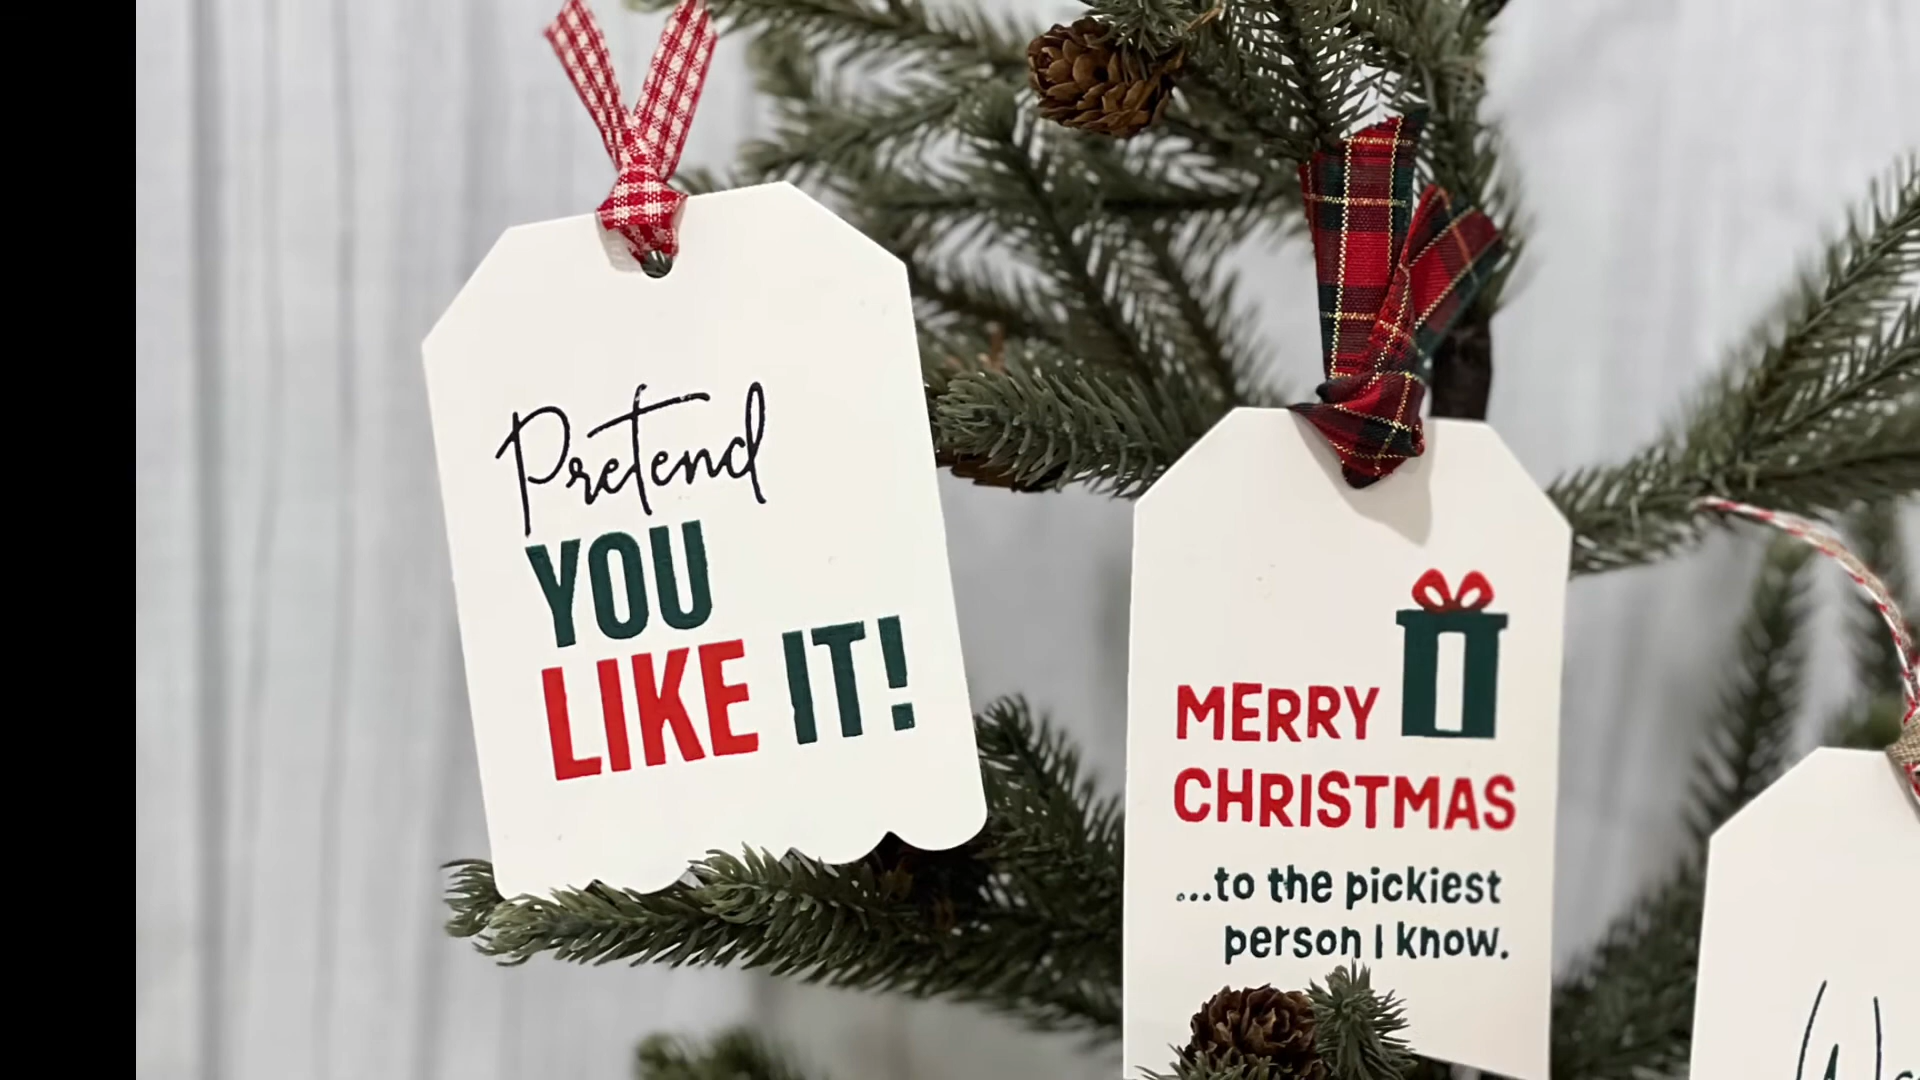 Pretend
YOU
LIKE IT!
MERRY
CHRISTMAS
...to the pickiest
person I know.